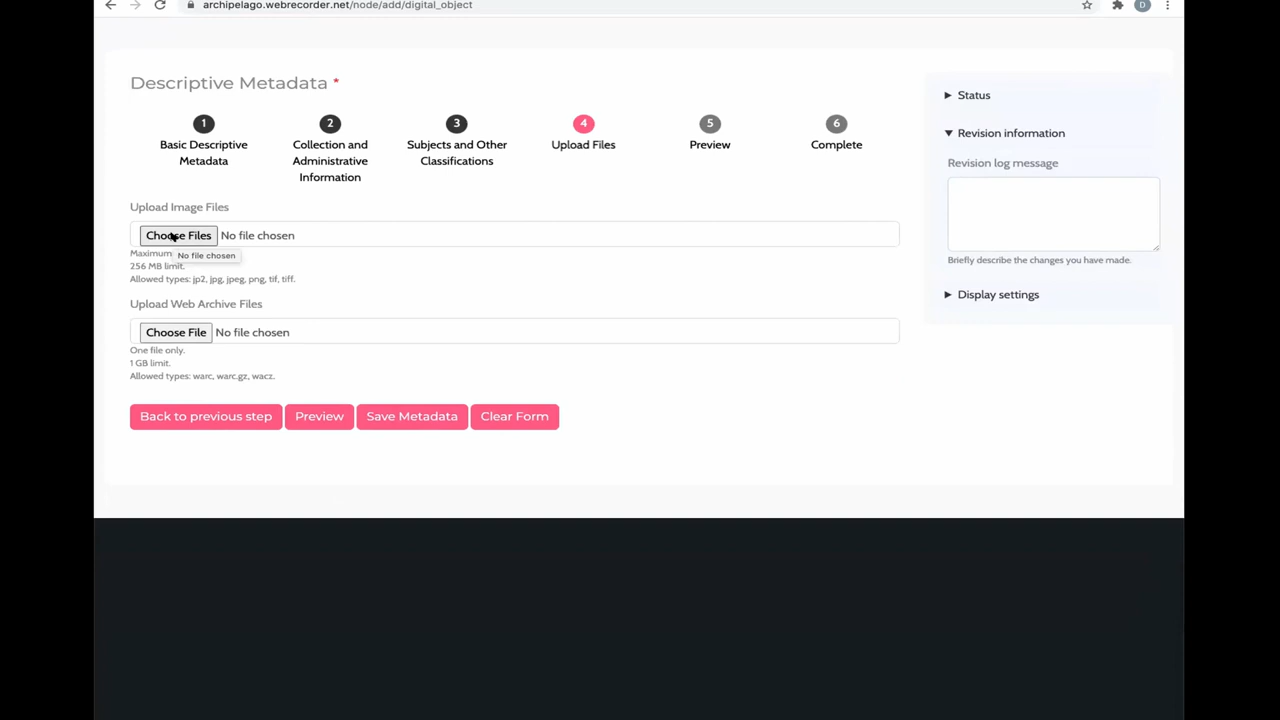 archipelago.webrecorder.net/node/add/digital_object
D
Descriptive Metadata *
1
Basic Descriptive
Metadata
2
Collection and
Administrative
Information
3
Subjects and Other
Classifications
4
Upload Files
5
Preview
6
Complete
Upload Image Files
Choose Files No file chosen
Maximum
No file chosen
256 MB limit.
Allowed types: jp2, jpg, jpeg, png, tif, tiff.
Upload Web Archive Files
Choose File No file chosen
One file only.
1 GB limit.
Allowed types: warc, warc.gz, wacz.
Back to previous step Preview Save Metadata Clear Form
Status
Revision information
Revision log message
Briefly describe the changes you have made.
Display settings